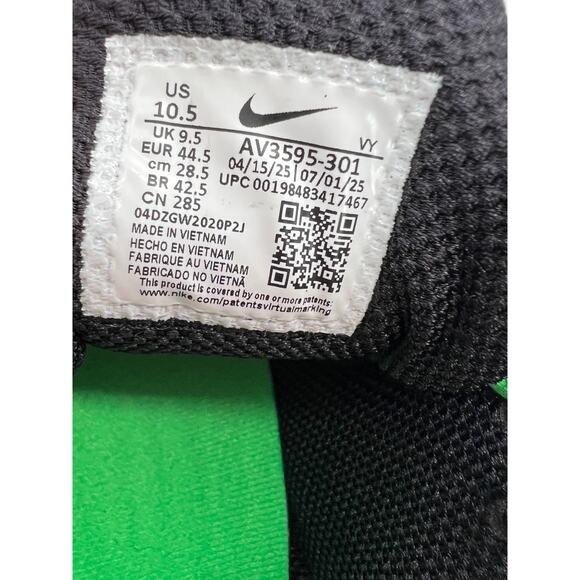 US
10.5
UK 9.5
EUR 44.5
cm 28.5
BR 42.5
CN 285
VY
AV3595-301
04/15/25 07/01/25
UPC 00198483417467
04DZGW2020P2J
MADE IN VIETNAM
HECHO EN VIETNAM
FABRIQUE AU VIETNAM
FABRICADO NO VIETNAM
This product is covered by one or more patents:
www.nike.com/patentsvirtualmarking